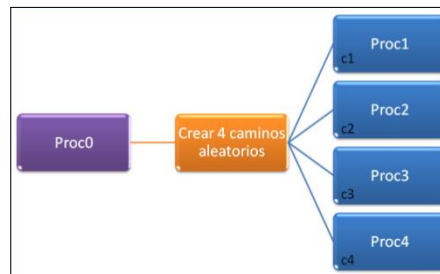 Proc0
Crear 4 caminos
aleatorios
Proc1
c1
Proc2
c2
Proc3
c3
Proc4
c4